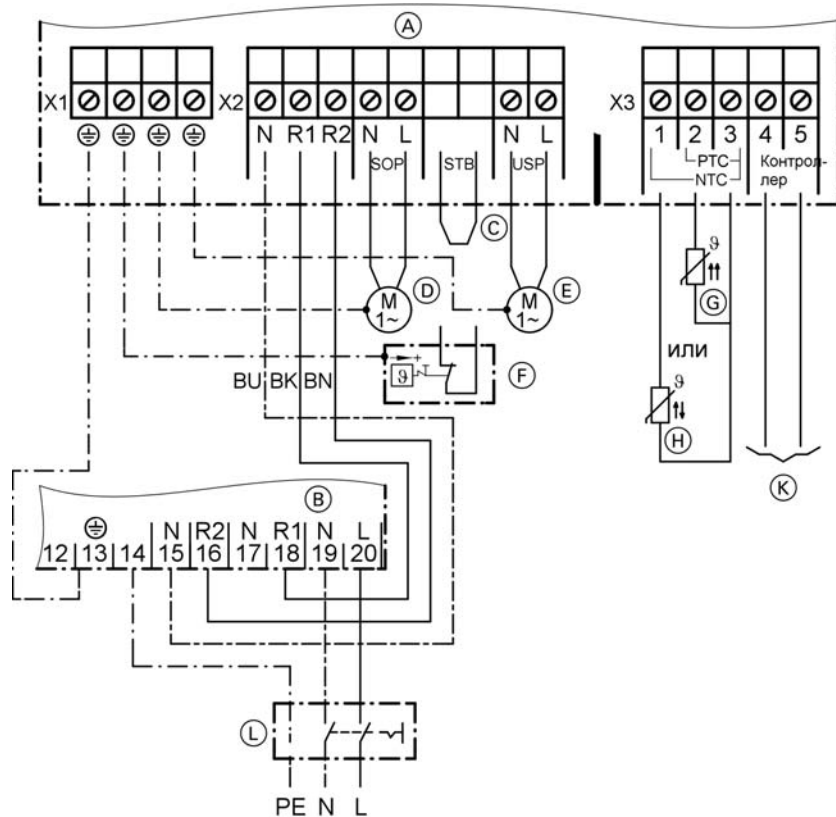 A
X1 X2 X3
N R1 R2 N L N L 1 2 3 4 5
SOP STB USP PTC Контрол-
NTC лер
C
M
1~
D
M
1~
E
ϑ
G
или
BU BK BN
ϑ
F
ϑ
H
K
B
N R2 N R1 N L
12 13 14 15 16 17 18 19 20
L
PE N L